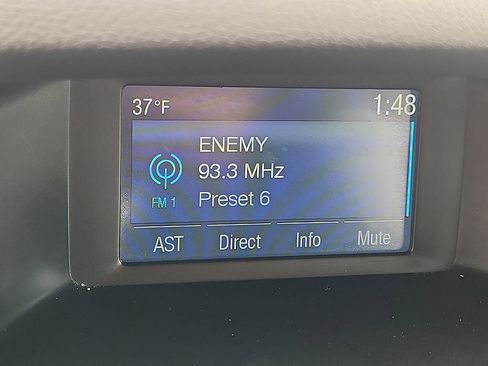 37°F 1:48
ENEMY
93.3 MHz
FM 1 Preset 6
AST Direct Info Mute